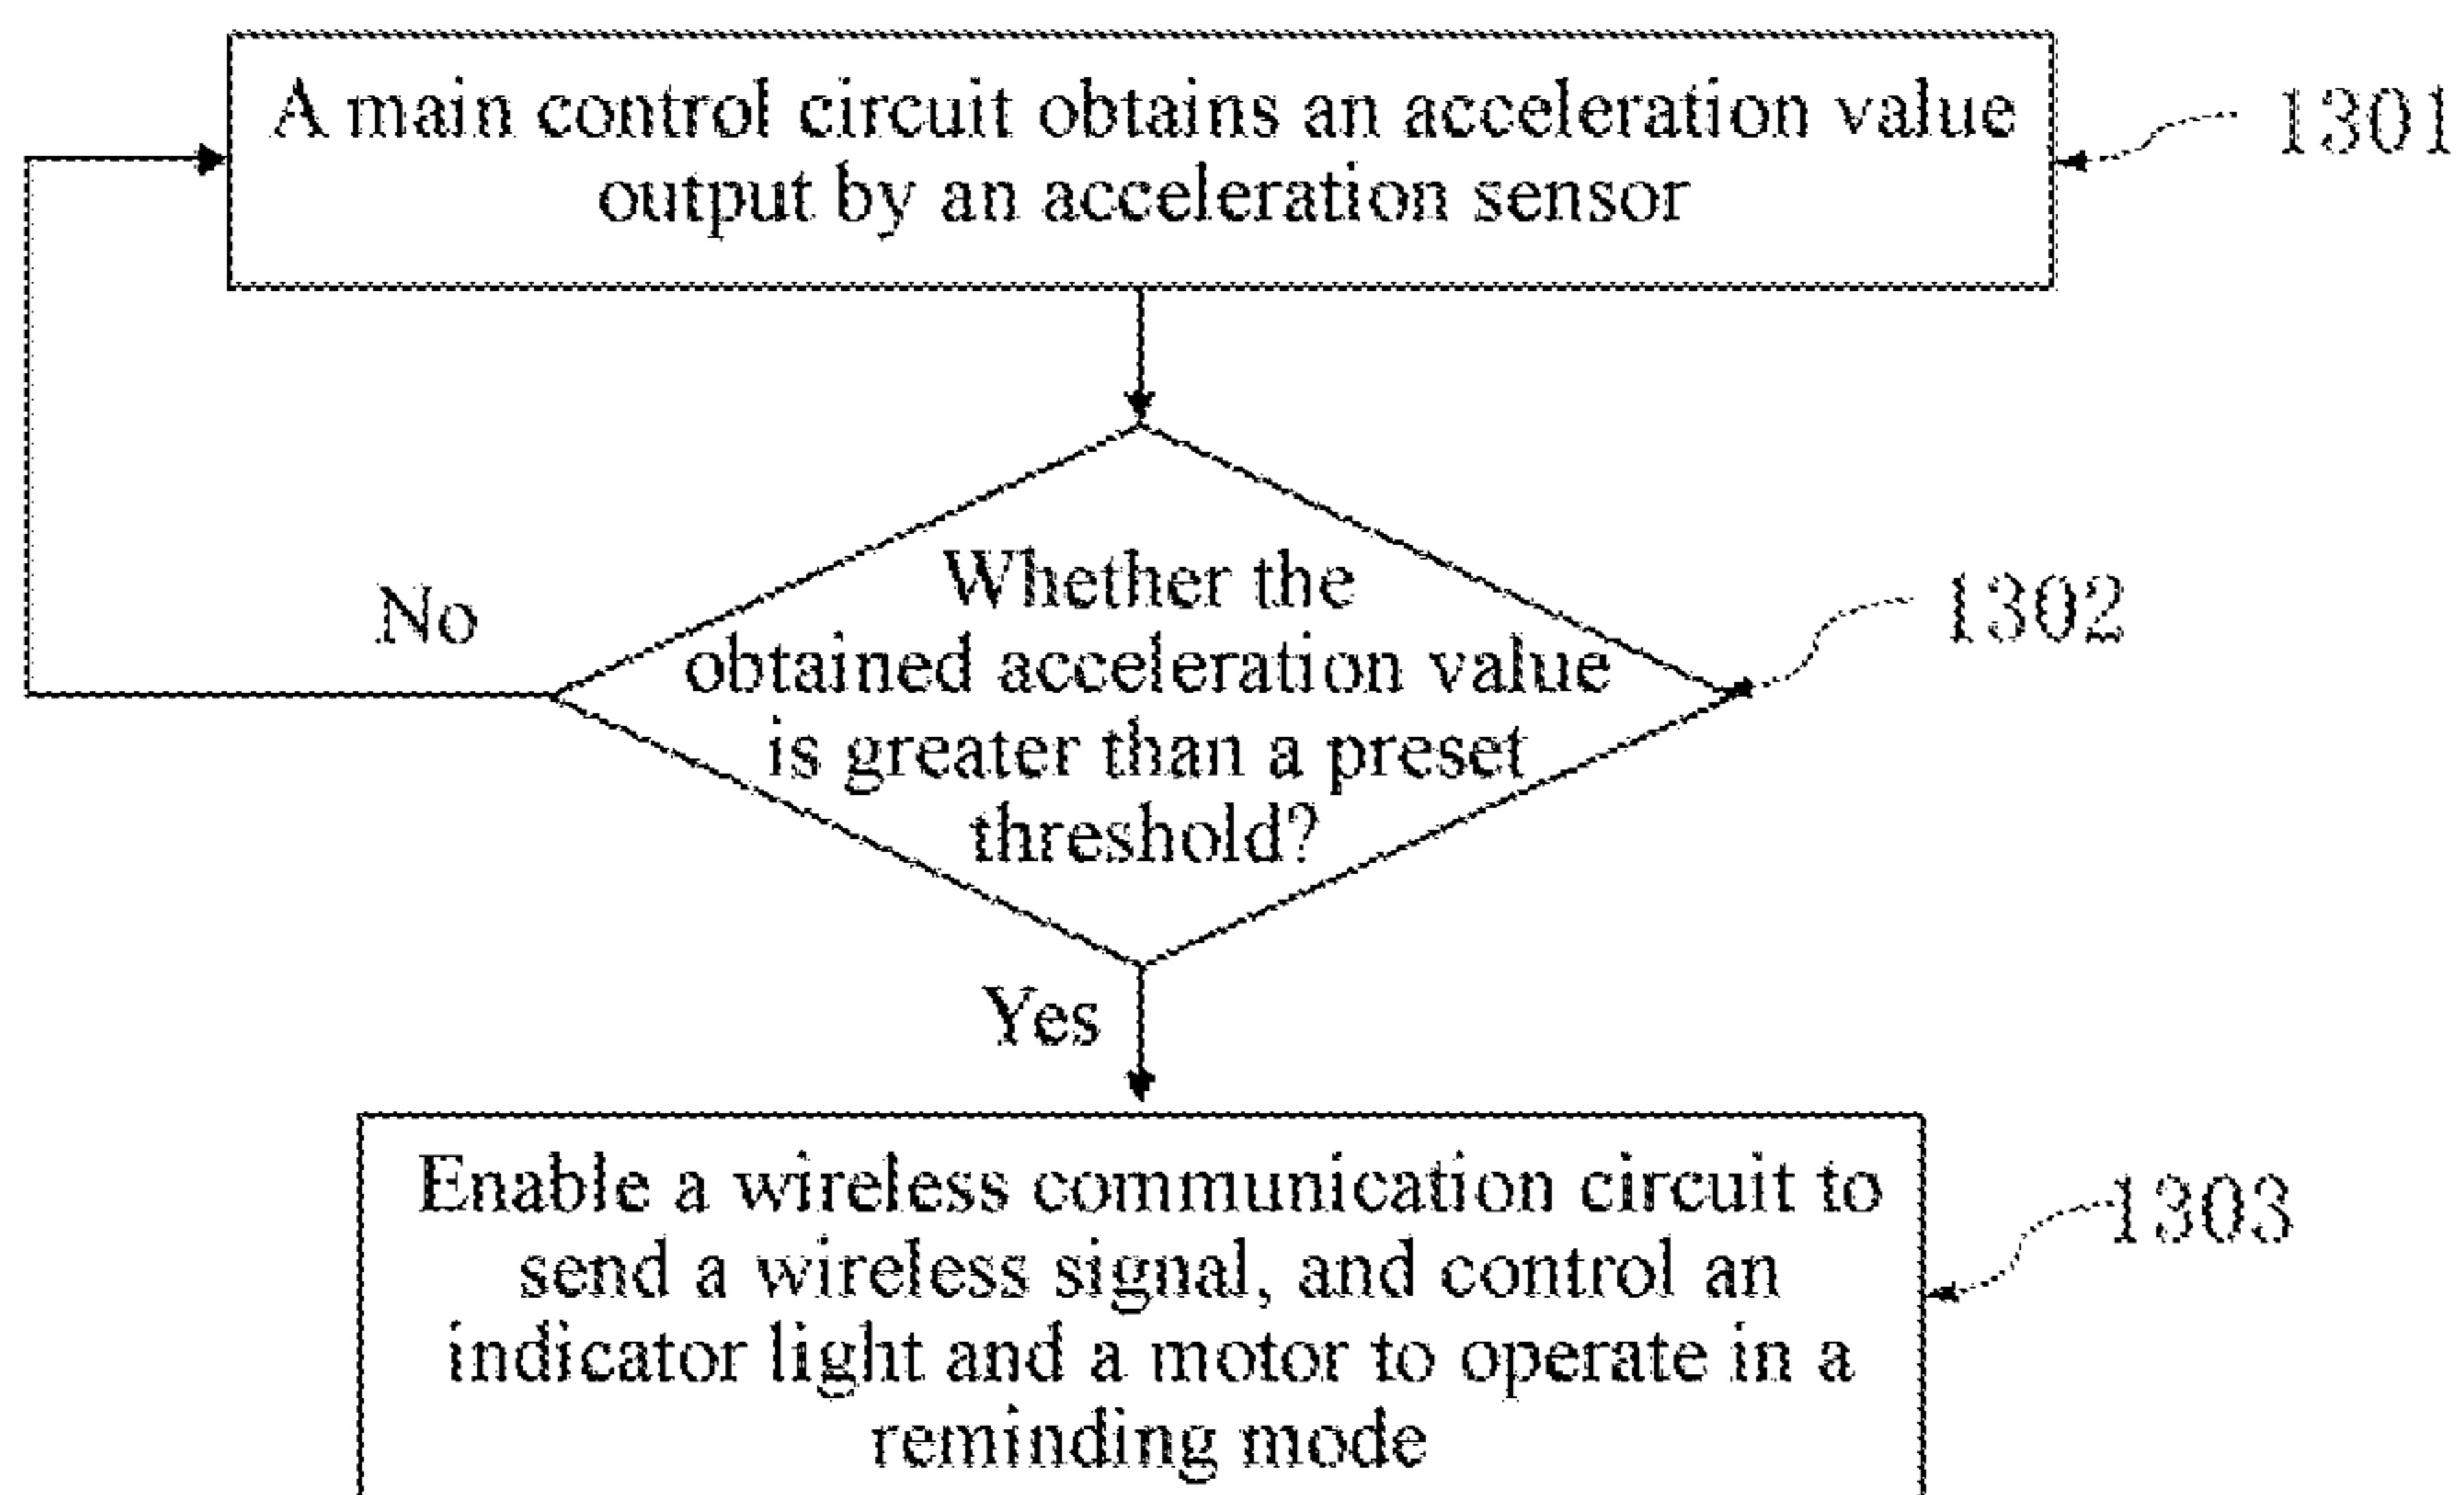 A main control circuit obtains an acceleration value
output by an acceleration sensor
1301
No
Whether the
obtained acceleration value
is greater than a preset
threshold?
1302
Yes
Enable a wireless communication circuit to
send a wireless signal, and control an
indicator light and a motor to operate in a
reminding mode
1303